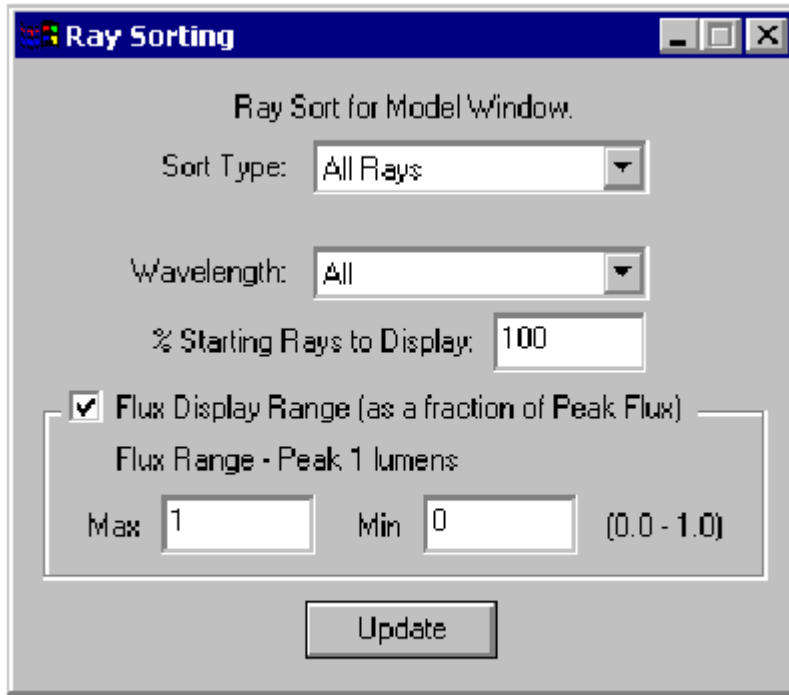 Ray Sorting
Ray Sort for Model Window.
Sort Type: All Rays
Wavelength: All
% Starting Rays to Display: 100
Flux Display Range (as a fraction of Peak Flux)
Flux Range - Peak 1 lumens
Max 1 Min 0 (0.0 - 1.0)
Update